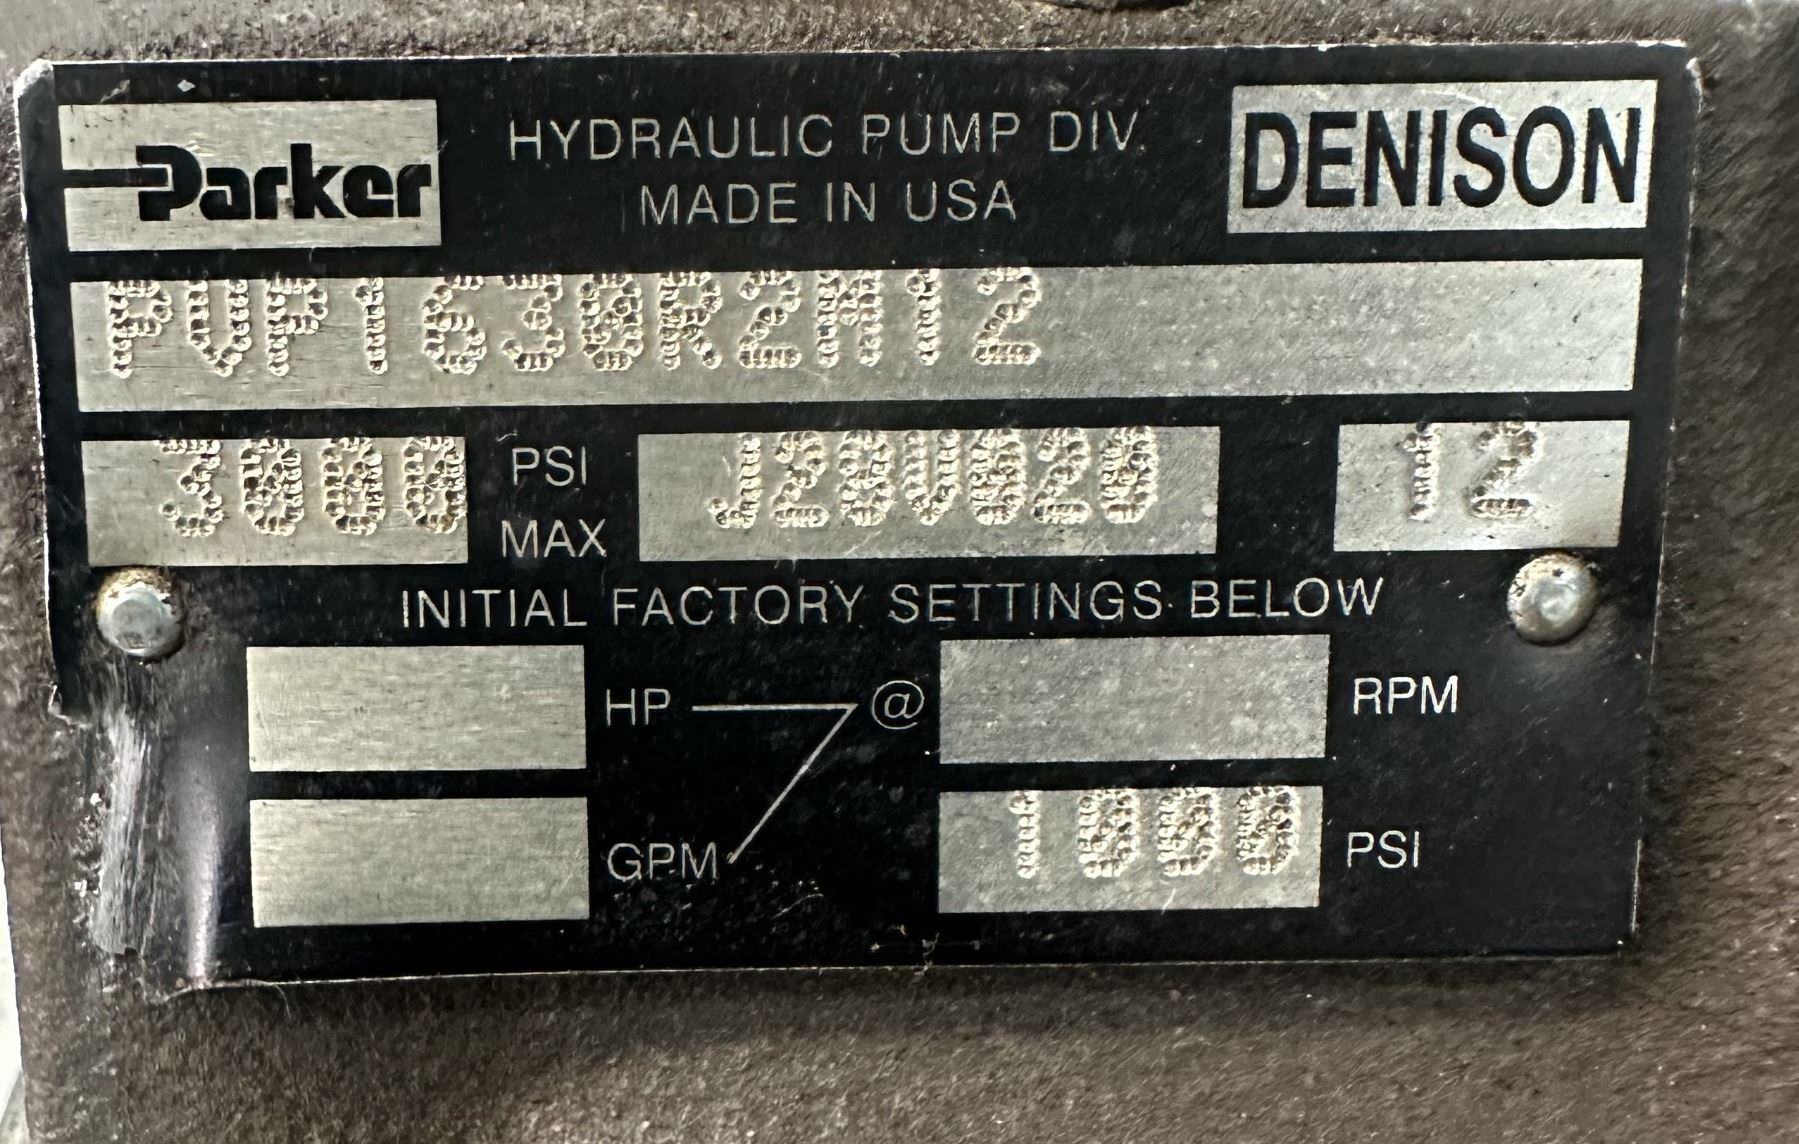 Parker
HYDRAULIC PUMP DIV.
MADE IN USA
DENISON
PVP1630R2M12
3000 PSI MAX
J28V020
12
INITIAL FACTORY SETTINGS BELOW
HP @ RPM
GPM 1000 PSI